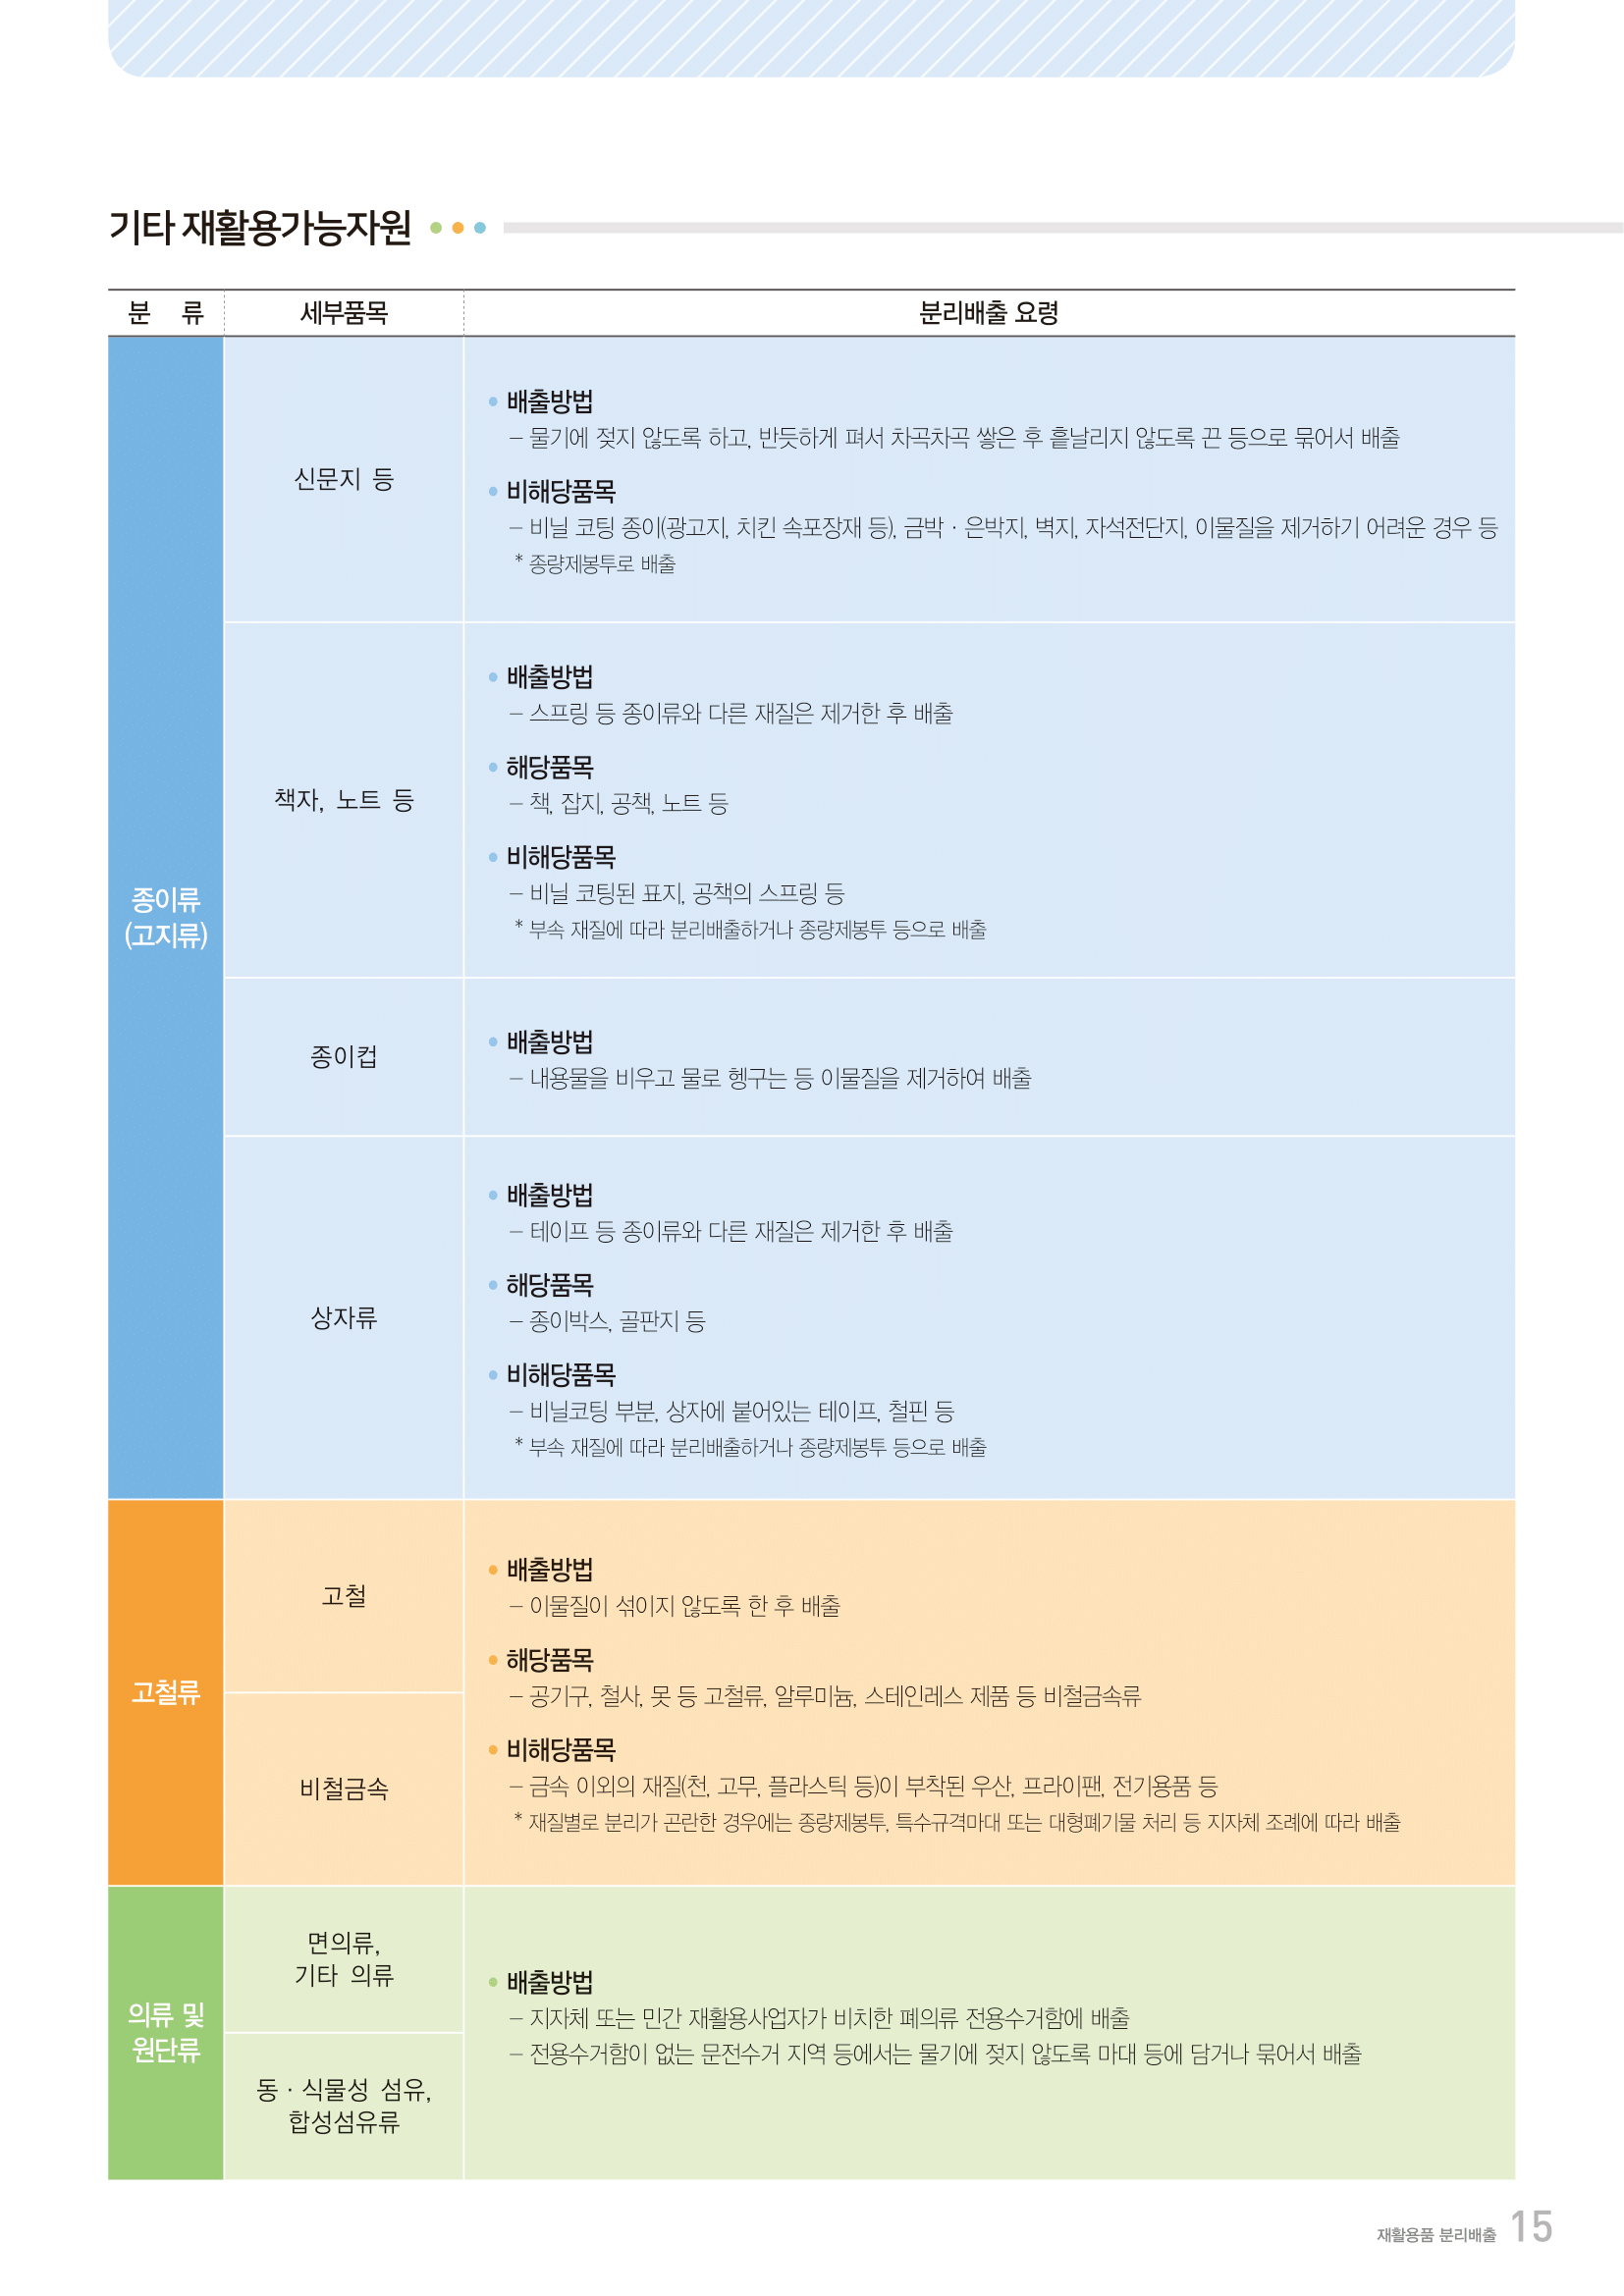 기타 재활용가능자원
분 류 세부품목 분리배출 요령
종이류
(고지류)
신문지 등
• 배출방법
– 물기에 젖지 않도록 하고, 반듯하게 펴서 차곡차곡 쌓은 후 흩날리지 않도록 끈 등으로 묶어서 배출
• 비해당품목
– 비닐 코팅 종이(광고지, 치킨 속포장재 등), 금박 · 은박지, 벽지, 자석전단지, 이물질을 제거하기 어려운 경우 등
* 종량제봉투로 배출
책자, 노트 등
• 배출방법
– 스프링 등 종이류와 다른 재질은 제거한 후 배출
• 해당품목
– 책, 잡지, 공책, 노트 등
• 비해당품목
– 비닐 코팅된 표지, 공책의 스프링 등
* 부속 재질에 따라 분리배출하거나 종량제봉투 등으로 배출
종이컵
• 배출방법
– 내용물을 비우고 물로 헹구는 등 이물질을 제거하여 배출
상자류
• 배출방법
– 테이프 등 종이류와 다른 재질은 제거한 후 배출
• 해당품목
– 종이박스, 골판지 등
• 비해당품목
– 비닐코팅 부분, 상자에 붙어있는 테이프, 철핀 등
* 부속 재질에 따라 분리배출하거나 종량제봉투 등으로 배출
고철류
고철
비철금속
• 배출방법
– 이물질이 섞이지 않도록 한 후 배출
• 해당품목
– 공기구, 철사, 못 등 고철류, 알루미늄, 스테인레스 제품 등 비철금속류
• 비해당품목
– 금속 이외의 재질(천, 고무, 플라스틱 등)이 부착된 우산, 프라이팬, 전기용품 등
* 재질별로 분리가 곤란한 경우에는 종량제봉투, 특수규격마대 또는 대형폐기물 처리 등 지자체 조례에 따라 배출
의류 및
원단류
면의류,
기타 의류
동 · 식물성 섬유,
합성섬유류
• 배출방법
– 지자체 또는 민간 재활용사업자가 비치한 폐의류 전용수거함에 배출
– 전용수거함이 없는 문전수거 지역 등에서는 물기에 젖지 않도록 마대 등에 담거나 묶어서 배출
재활용품 분리배출 15